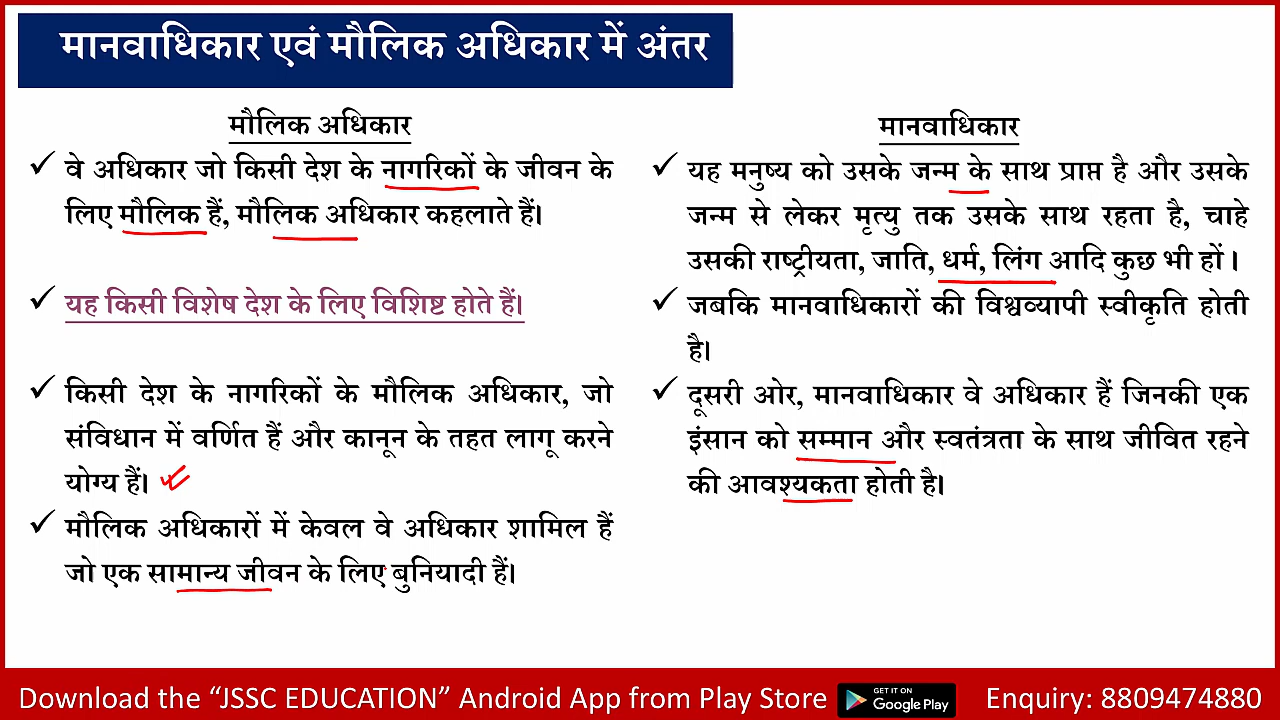 मानवाधिकार एवं मौलिक अधिकार में अंतर
मौलिक अधिकार
वे अधिकार जो किसी देश के नागरिकों के जीवन के
लिए मौलिक हैं, मौलिक अधिकार कहलाते हैं।
यह किसी विशेष देश के लिए विशिष्ट होते हैं।
किसी देश के नागरिकों के मौलिक अधिकार, जो
संविधान में वर्णित हैं और कानून के तहत लागू करने
योग्य हैं।
मौलिक अधिकारों में केवल वे अधिकार शामिल हैं
जो एक सामान्य जीवन के लिए बुनियादी हैं।
मानवाधिकार
यह मनुष्य को उसके जन्म के साथ प्राप्त है और उसके
जन्म से लेकर मृत्यु तक उसके साथ रहता है, चाहे
उसकी राष्ट्रीयता, जाति, धर्म, लिंग आदि कुछ भी हों।
जबकि मानवाधिकारों की विश्वव्यापी स्वीकृति होती
है।
दूसरी ओर, मानवाधिकार वे अधिकार हैं जिनकी एक
इंसान को सम्मान और स्वतंत्रता के साथ जीवित रहने
की आवश्यकता होती है।
Download the “JSSC EDUCATION” Android App from Play Store
GET IT ON
Google Play
Enquiry: 8809474880